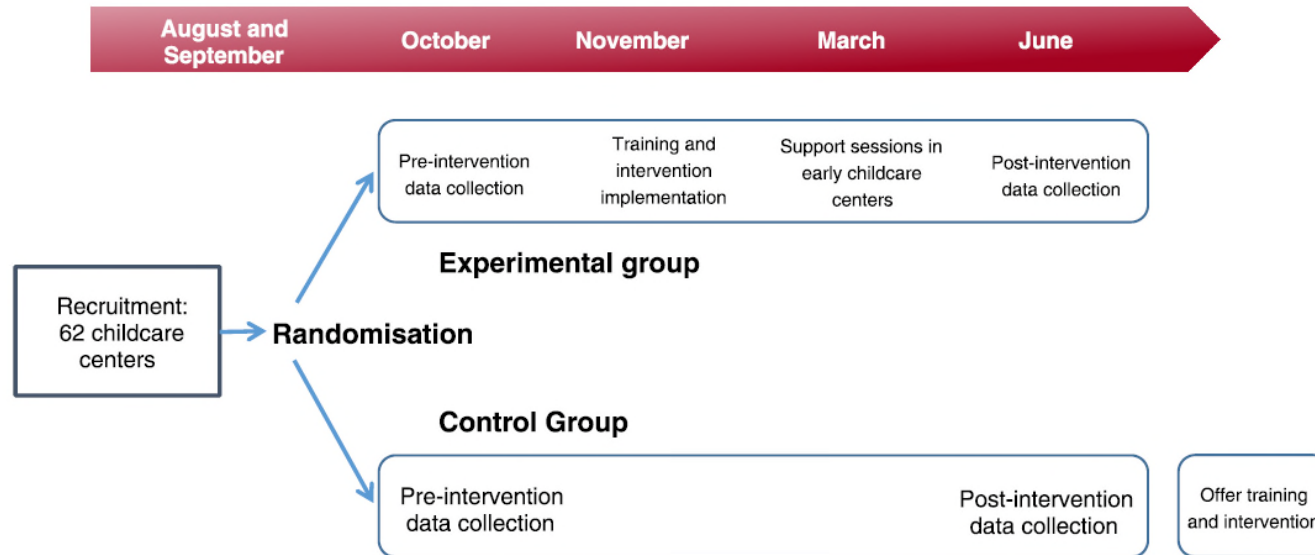 August and
September
October
November
March
June
Pre-intervention
data collection
Training and
intervention
implementation
Support sessions in
early childcare
centers
Post-intervention
data collection
Experimental group
Recruitment:
62 childcare
centers
Randomisation
Control Group
Pre-intervention
data collection
Post-intervention
data collection
Offer training
and intervention